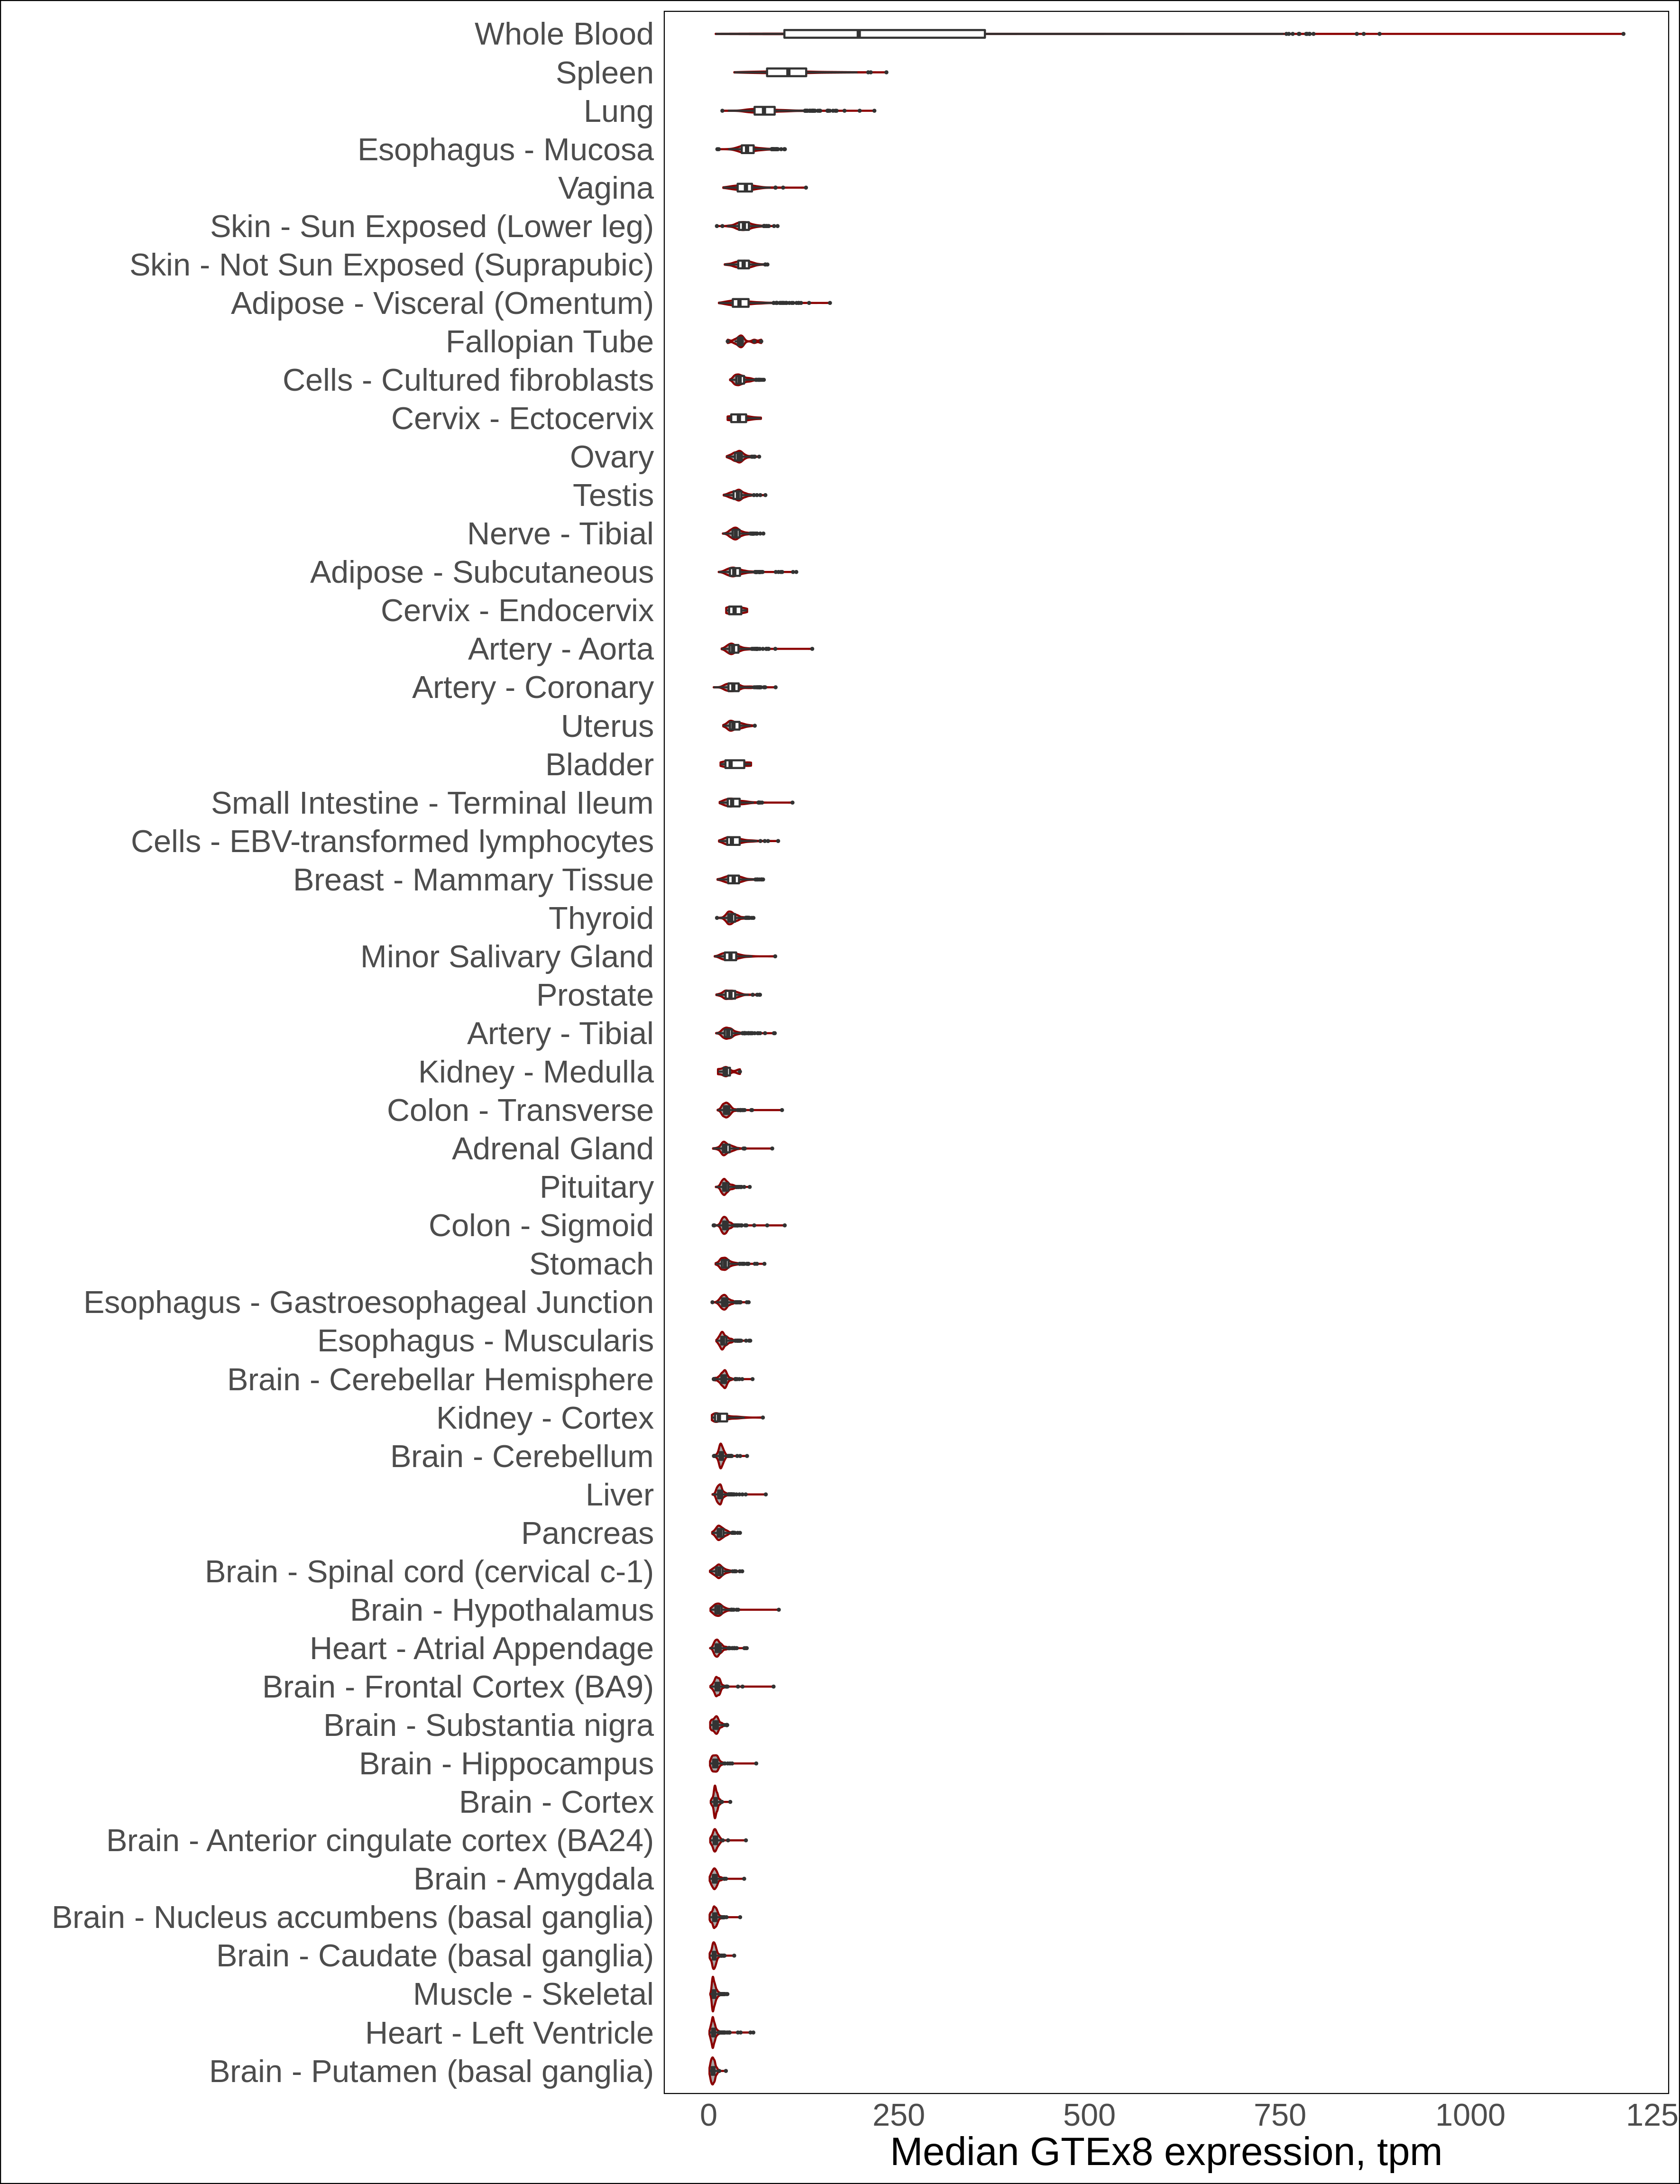 Whole Blood
Spleen
Lung
Esophagus - Mucosa
Vagina
Skin - Sun Exposed (Lower leg)
Skin - Not Sun Exposed (Suprapubic)
Adipose - Visceral (Omentum)
Fallopian Tube
Cells - Cultured fibroblasts
Cervix - Ectocervix
Ovary
Testis
Nerve - Tibial
Adipose - Subcutaneous
Cervix - Endocervix
Artery - Aorta
Artery - Coronary
Uterus
Bladder
Small Intestine - Terminal Ileum
Cells - EBV-transformed lymphocytes
Breast - Mammary Tissue
Thyroid
Minor Salivary Gland
Prostate
Artery - Tibial
Kidney - Medulla
Colon - Transverse
Adrenal Gland
Pituitary
Colon - Sigmoid
Stomach
Esophagus - Gastroesophageal Junction
Esophagus - Muscularis
Brain - Cerebellar Hemisphere
Kidney - Cortex
Brain - Cerebellum
Liver
Pancreas
Brain - Spinal cord (cervical c-1)
Brain - Hypothalamus
Heart - Atrial Appendage
Brain - Frontal Cortex (BA9)
Brain - Substantia nigra
Brain - Hippocampus
Brain - Cortex
Brain - Anterior cingulate cortex (BA24)
Brain - Amygdala
Brain - Nucleus accumbens (basal ganglia)
Brain - Caudate (basal ganglia)
Muscle - Skeletal
Heart - Left Ventricle
Brain - Putamen (basal ganglia)
0 250 500 750 1000 125
Median GTEx8 expression, tpm